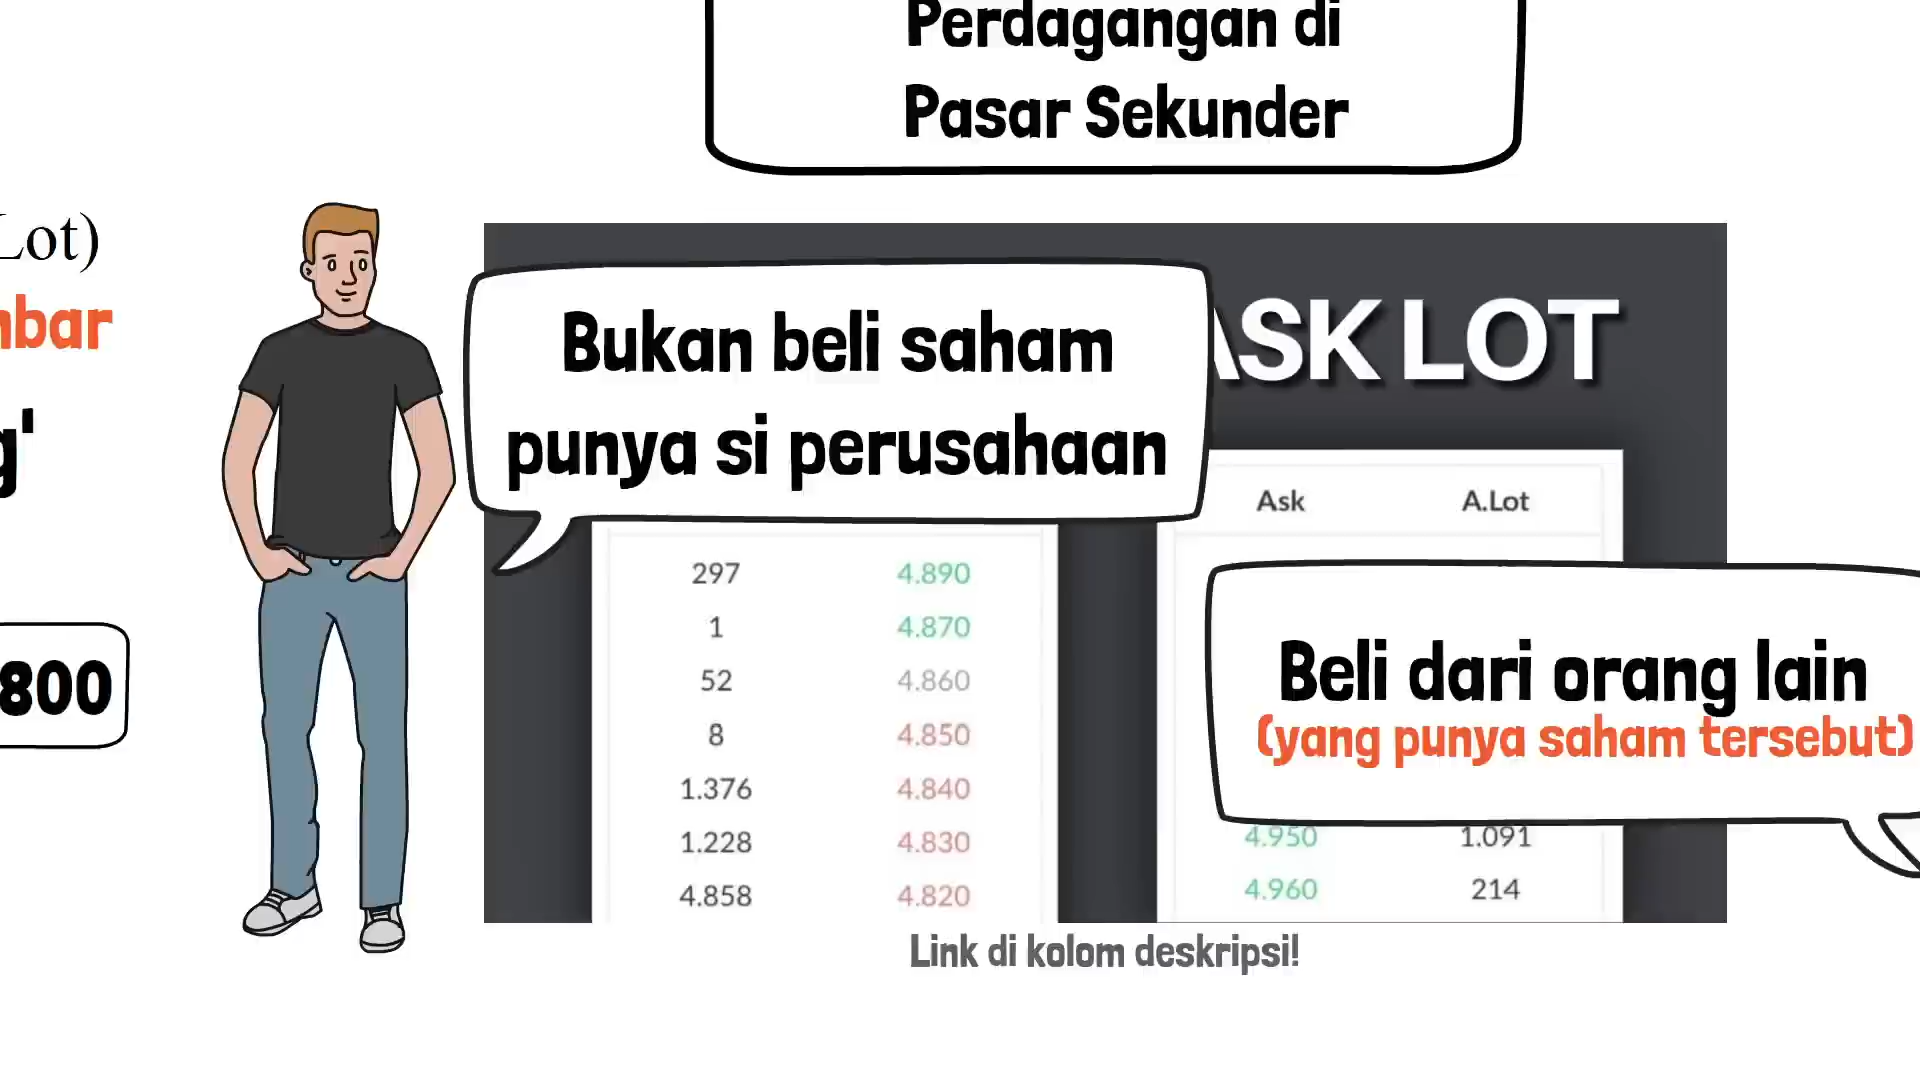 Perdagangan di
Pasar Sekunder
Lot)
mbar
g'
800
Bukan beli saham
punya si perusahaan
ASK LOT
Ask A.Lot
297 4.890
1 4.870
52 4.860
8 4.850
1.376 4.840
1.228 4.830
4.858 4.820
Beli dari orang lain
(yang punya saham tersebut)
4.950 1.091
4.960 214
Link di kolom deskripsi!